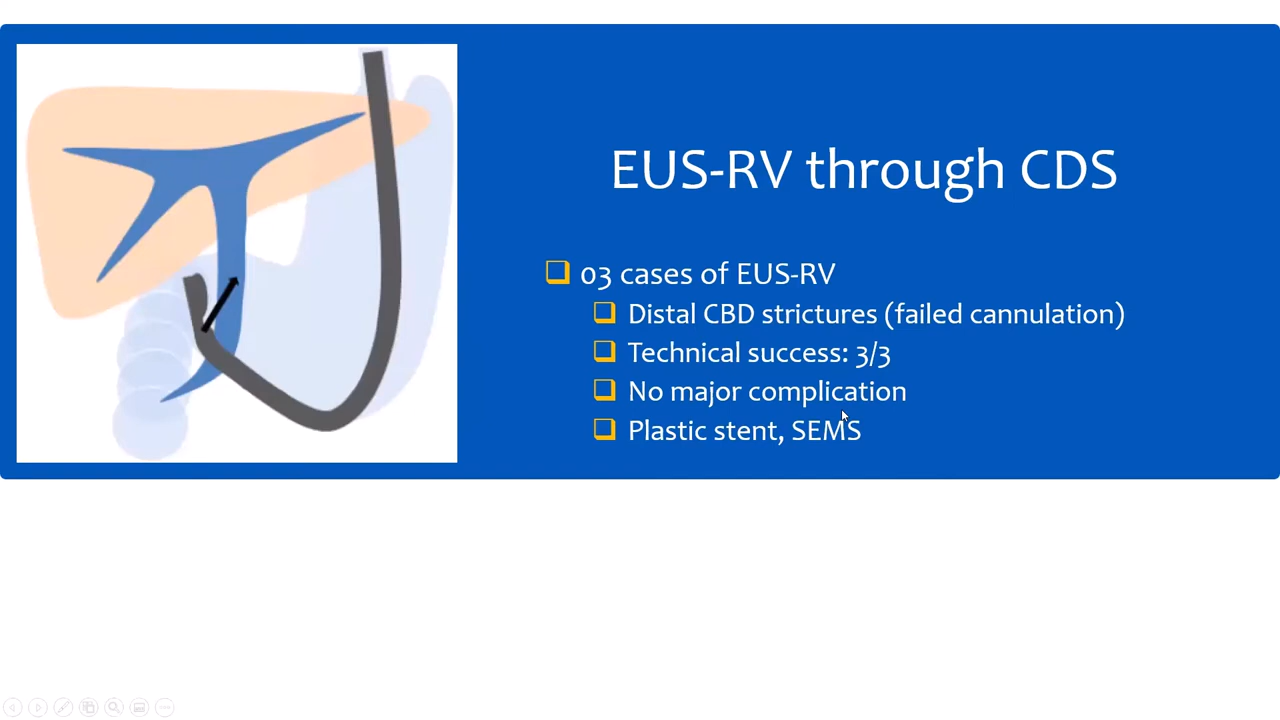 EUS-RV through CDS
03 cases of EUS-RV
Distal CBD strictures (failed cannulation)
Technical success: 3/3
No major complication
Plastic stent, SEMS